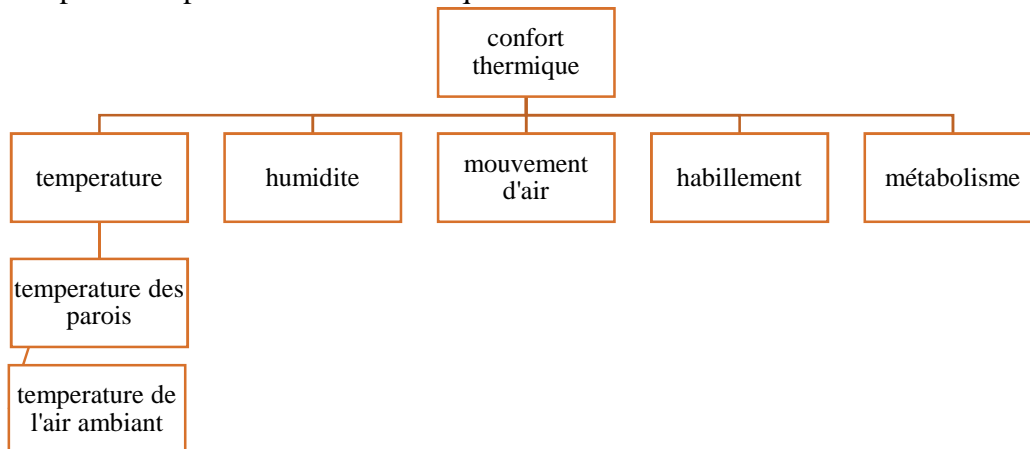 confort
thermique
temperature
humidite
mouvement
d'air
habillement
métabolisme
temperature des
parois
temperature de
l'air ambiant